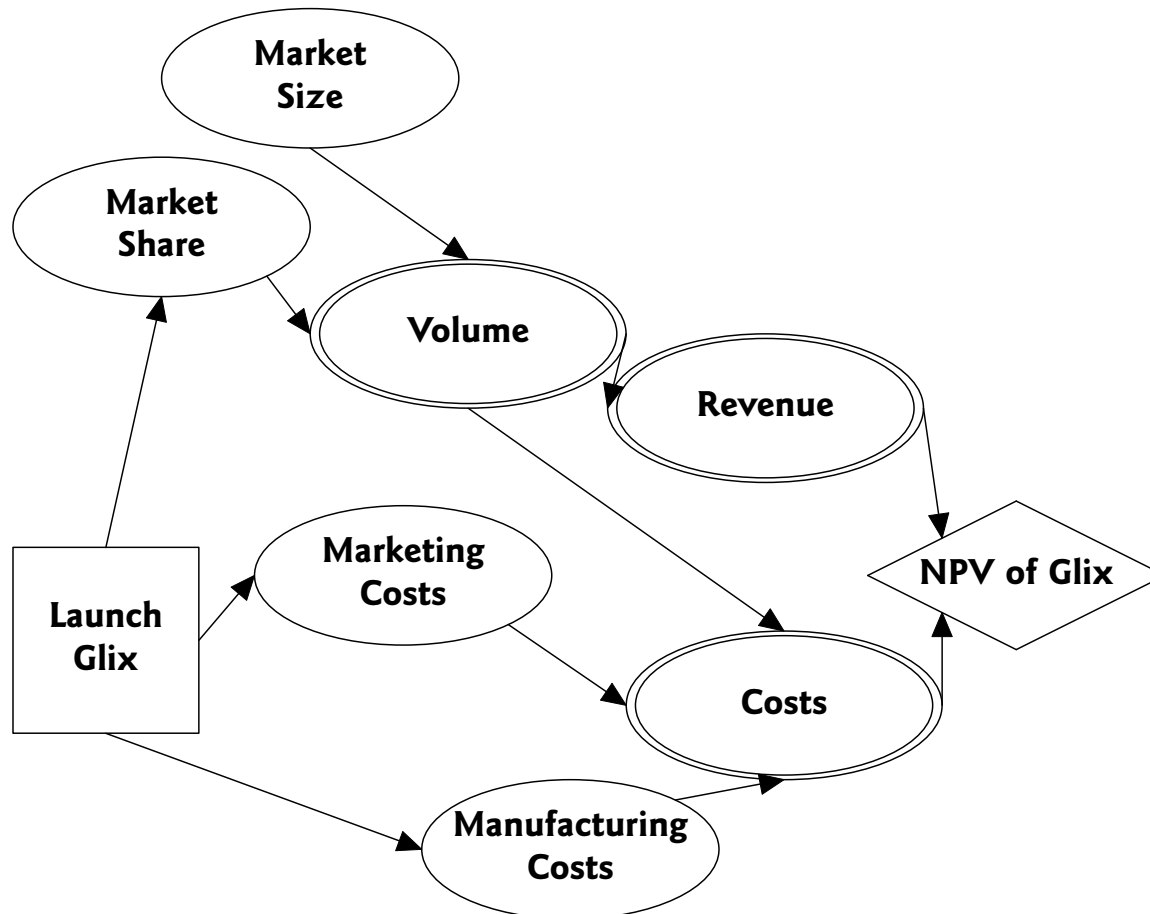 Market
Size
Market
Share
Volume
Revenue
Marketing
Costs
NPV of Glix
Launch
Glix
Costs
Manufacturing
Costs